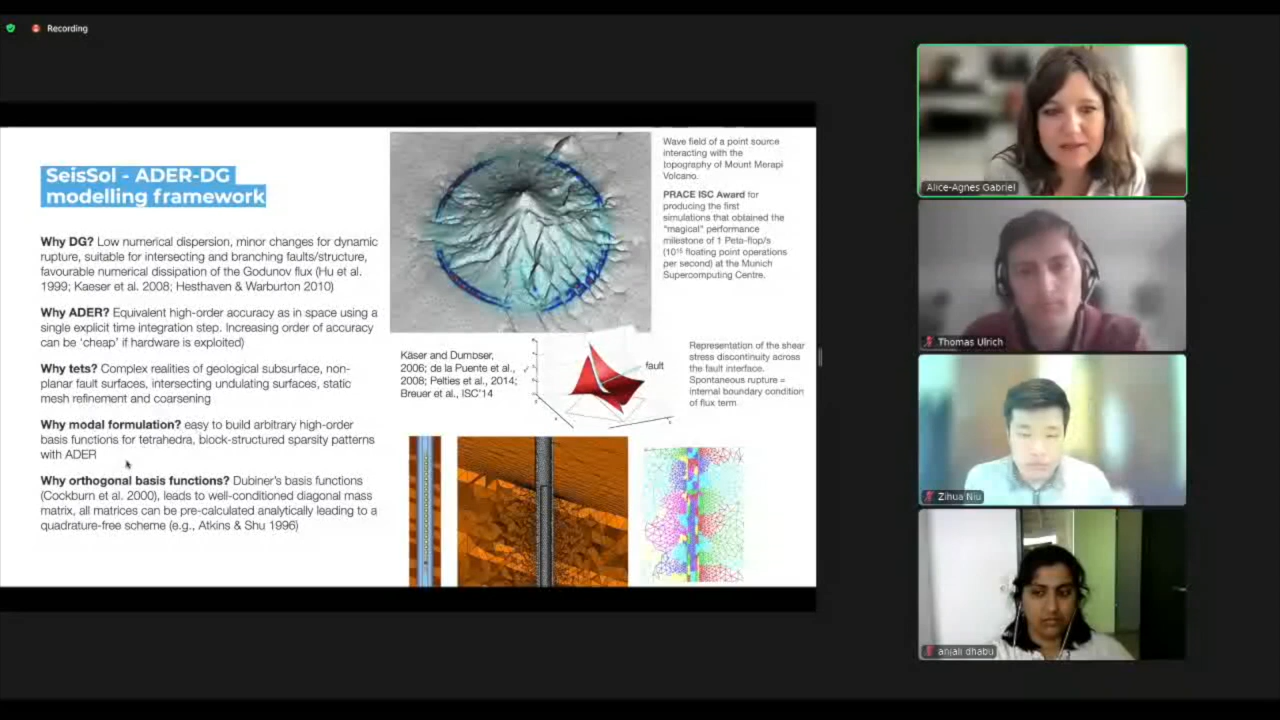 Recording
SeisSol - ADER-DG
modelling framework
Why DG? Low numerical dispersion, minor changes for dynamic
rupture, suitable for intersecting and branching faults/structure,
favourable numerical dissipation of the Godunov flux (Hu et al.
1999; Kaeser et al. 2008; Hesthaven & Warburton 2010)
Why ADER? Equivalent high-order accuracy as in space using a
single explicit time integration step. Increasing order of accuracy
can be 'cheap' if hardware is exploited)
Why tets? Complex realities of geological subsurface, non-
planar fault surfaces, intersecting undulating surfaces, static
mesh refinement and coarsening
Why modal formulation? easy to build arbitrary high-order
basis functions for tetrahedra, block-structured sparsity patterns
with ADER
Why orthogonal basis functions? Dubiner's basis functions
(Cockburn et al. 2000), leads to well-conditioned diagonal mass
matrix, all matrices can be pre-calculated analytically leading to a
quadrature-free scheme (e.g., Atkins & Shu 1996)
Wave field of a point source
interacting with the
topography of Mount Merapi
Volcano.
PRACE ISC Award for
producing the first
simulations that obtained the
"magical" performance
milestone of 1 Peta-flop/s
(10¹⁵ floating point operations
per second) at the Munich
Supercomputing Centre.
Käser and Dumbser,
2006; de la Puente et al.,
2008; Pelties et al., 2014;
Breuer et al., ISC'14
fault
Representation of the shear
stress discontinuity across
the fault interface.
Spontaneous rupture =
internal boundary condition
of flux term.
Alice-Agnes Gabriel
Thomas Ulrich
Zihua Niu
anjali dhabu